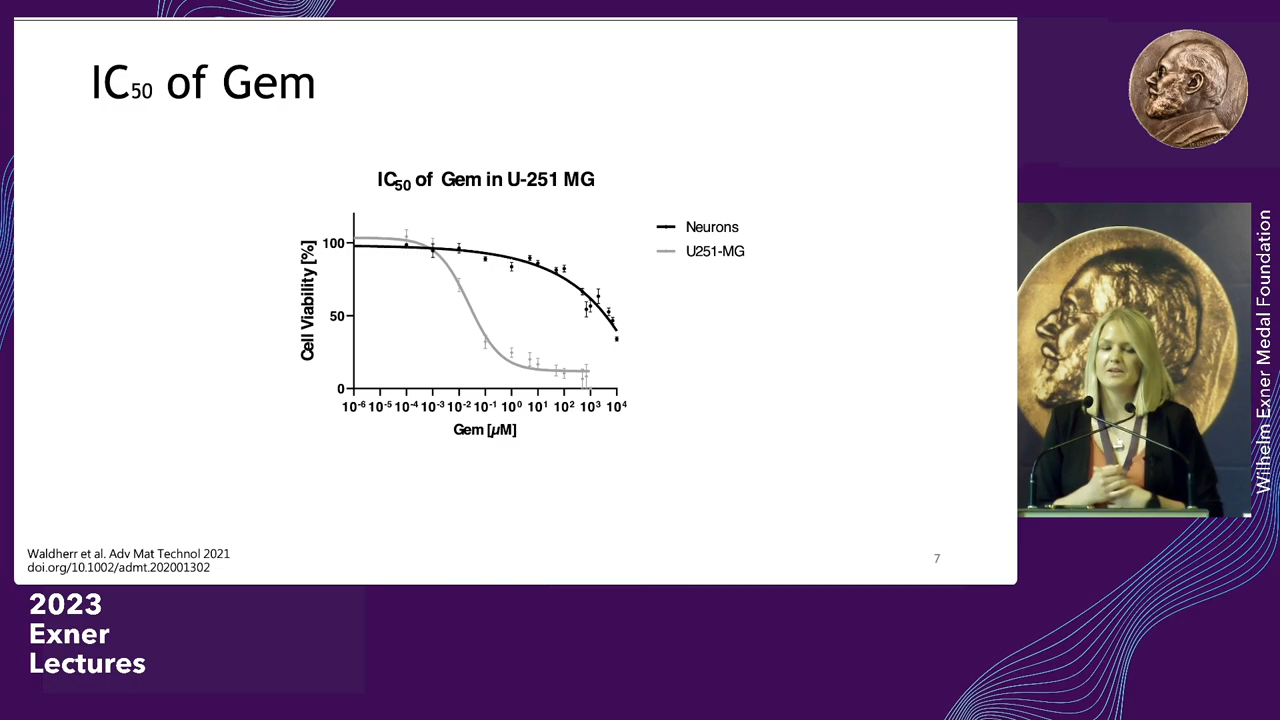 IC50 of Gem
IC50 of Gem in U-251 MG
Neurons
U251-MG
Cell Viability [%]
100
50
0
10-6 10-5 10-4 10-3 10-2 10-1 100 101 102 103 104
Gem [µM]
Waldherr et al. Adv Mat Technol 2021
doi.org/10.1002/admt.202001302
7
Wilhelm Exner Medal Foundation
2023
Exner
Lectures